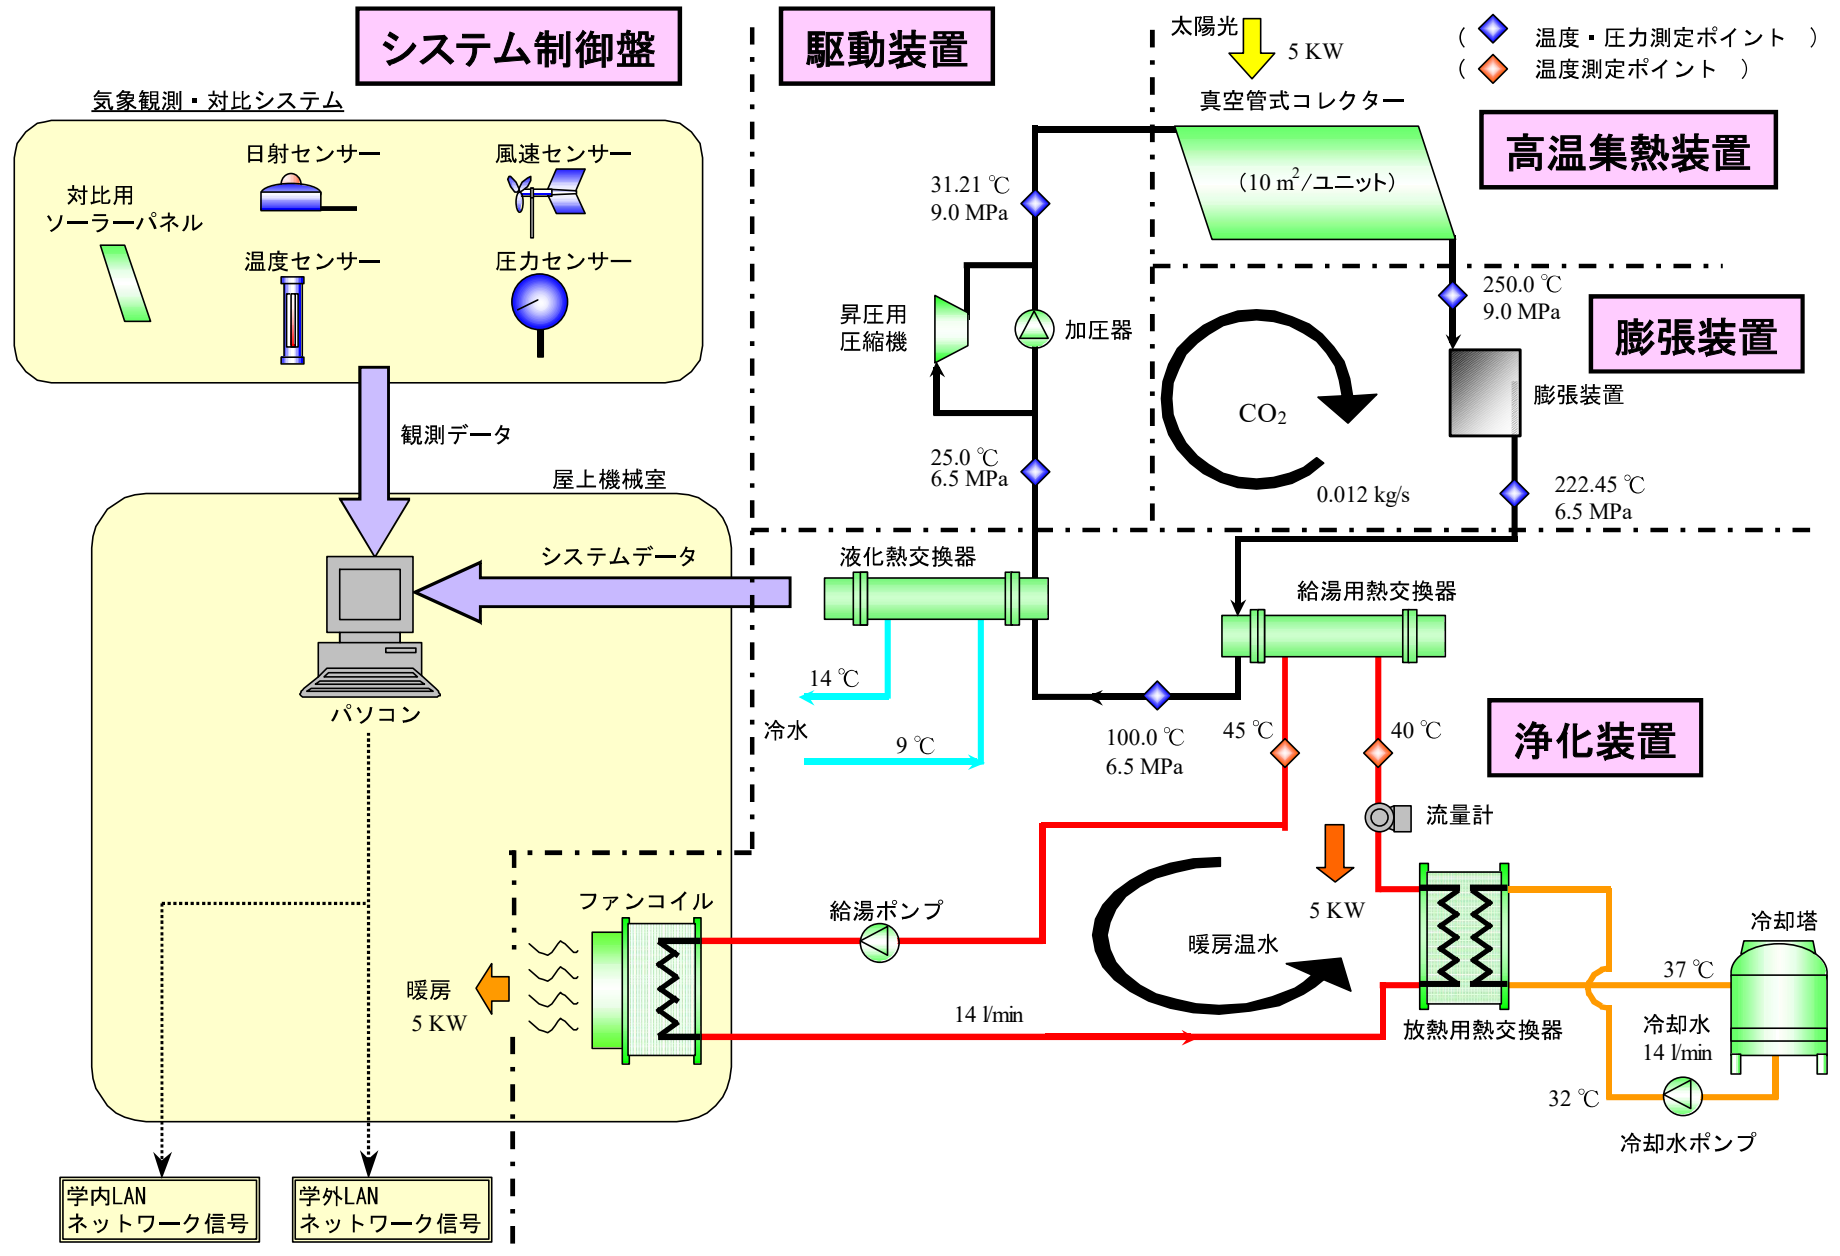 システム制御盤
駆動装置
太陽光
5 KW
( 温度・圧力測定ポイント )
( 温度測定ポイント )
高温集熱装置
気象観測・対比システム
日射センサー
風速センサー
対比用
ソーラーパネル
温度センサー
圧力センサー
真空管式コレクター
(10 m²/ユニット)
31.21 ℃
9.0 MPa
250.0 ℃
9.0 MPa
膨張装置
昇圧用
圧縮機
加圧器
膨張装置
CO₂
0.012 kg/s
観測データ
25.0 ℃
6.5 MPa
222.45 ℃
6.5 MPa
屋上機械室
システムデータ
液化熱交換器
給湯用熱交換器
パソコン
14 ℃
冷水
9 ℃
100.0 ℃
6.5 MPa
45 ℃
40 ℃
浄化装置
流量計
ファンコイル
給湯ポンプ
5 KW
暖房温水
冷却塔
暖房
5 KW
14 l/min
37 ℃
放熱用熱交換器
冷却水
14 l/min
32 ℃
冷却水ポンプ
学内LAN
ネットワーク信号
学外LAN
ネットワーク信号